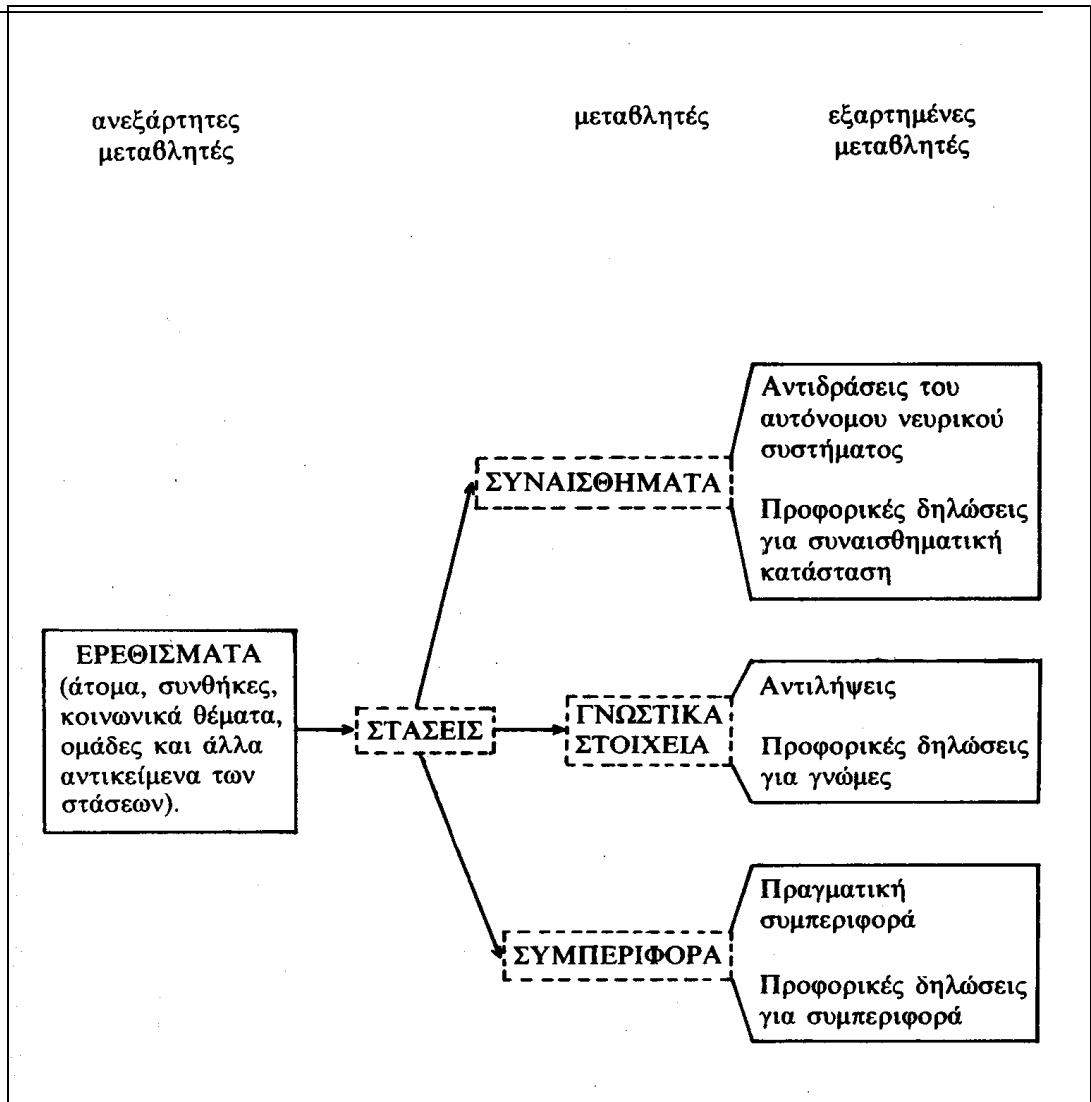 ανεξάρτητες
μεταβλητές
μεταβλητές
εξαρτημένες
μεταβλητές
ΕΡΕΘΙΣΜΑΤΑ
(άτομα, συνθήκες,
κοινωνικά θέματα,
ομάδες και άλλα
αντικείμενα των
στάσεων).
ΣΤΑΣΕΙΣ
ΣΥΝΑΙΣΘΗΜΑΤΑ
Αντιδράσεις του
αυτόνομου νευρικού
συστήματος
Προφορικές δηλώσεις
για συναισθηματική
κατάσταση
ΓΝΩΣΤΙΚΑ
ΣΤΟΙΧΕΙΑ
Αντιλήψεις
Προφορικές δηλώσεις
για γνώμες
ΣΥΜΠΕΡΙΦΟΡΑ
Πραγματική
συμπεριφορά
Προφορικές δηλώσεις
για συμπεριφορά